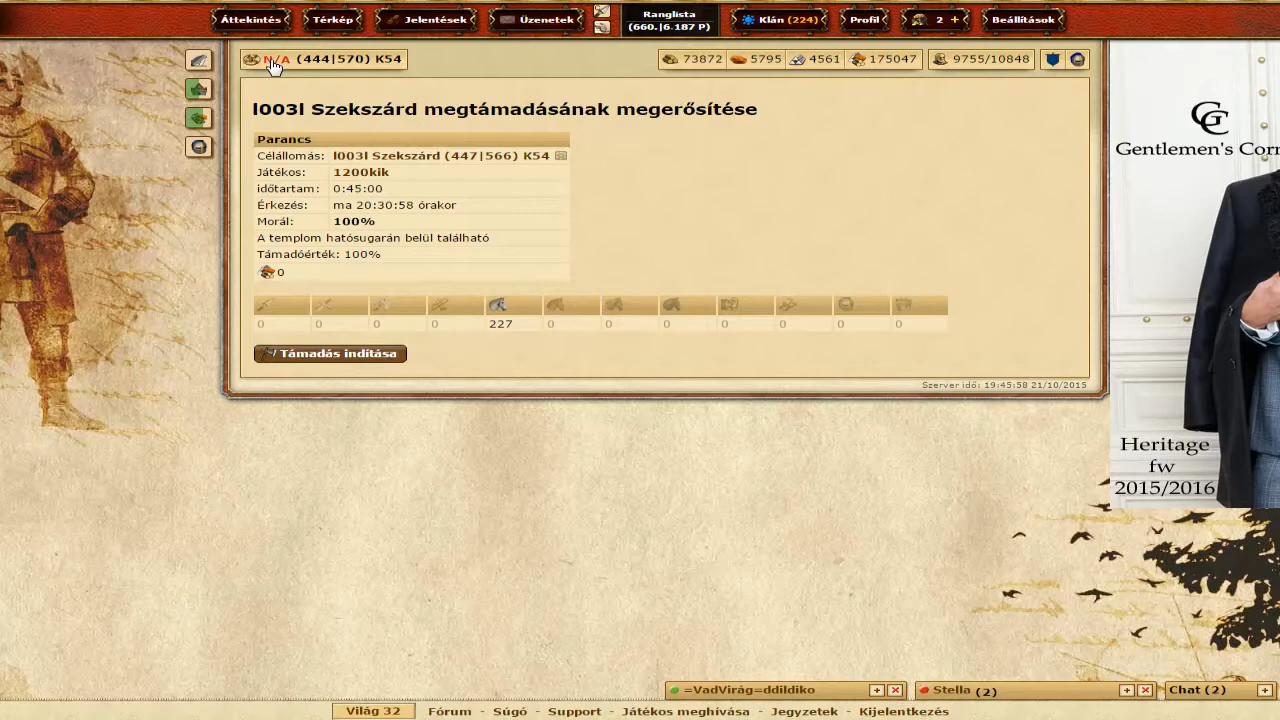 Áttekintés Térkép Jelentések Üzenetek Ranglista Klán (224) Profil 2 + Beállítások
(660.|6.187 P)
N/A (444|570) K54 73872 5795 4561 175047 9755/10848
l003l Szekszárd megtámadásának megerősítése
Parancs
Célállomás: l003l Szekszárd (447|566) K54
Játékos: 1200kik
időtartam: 0:45:00
Érkezés: ma 20:30:58 órakor
Morál: 100%
A templom hatósugarán belül található
Támadóérték: 100%
0
0 0 0 0 227 0 0 0 0 0 0 0
Támadás indítása
Szerver idő: 19:45:58 21/10/2015
GC
Gentlemen's Corn
Heritage
fw
2015/2016
=VadVirág=ddildiko + x Stella (2) + x Chat (2) +
Világ 32 Fórum - Súgó - Support - Játékos meghívása - Jegyzetek - Kijelentkezés